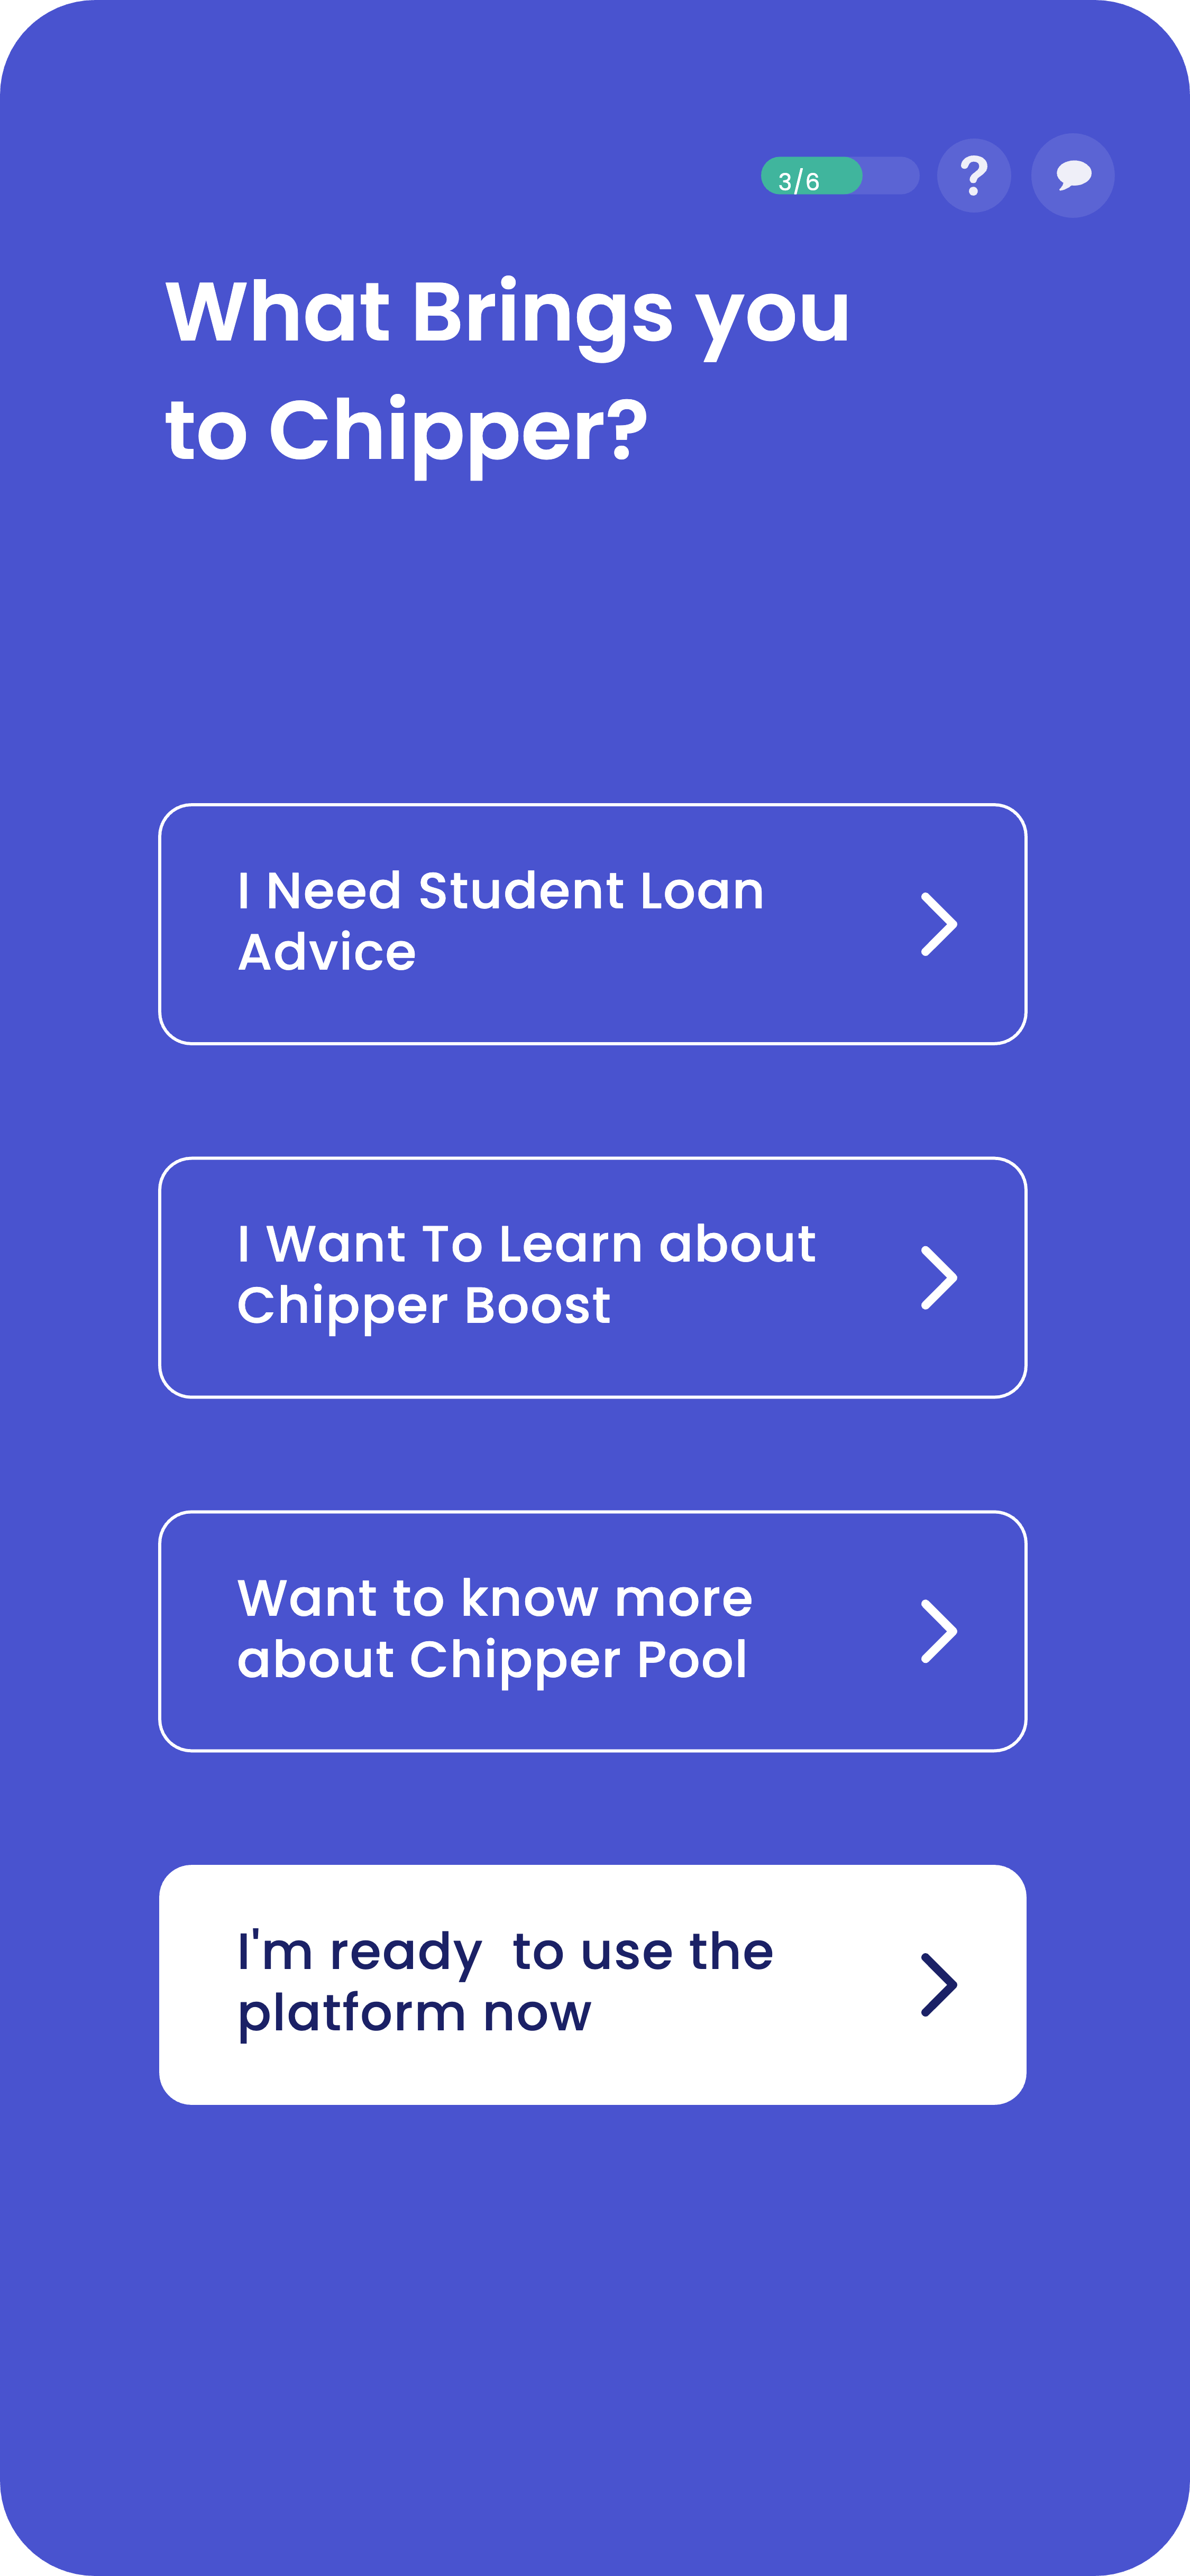 3/6
?
What Brings you
to Chipper?
I Need Student Loan
Advice
I Want To Learn about
Chipper Boost
Want to know more
about Chipper Pool
I'm ready  to use the
platform now